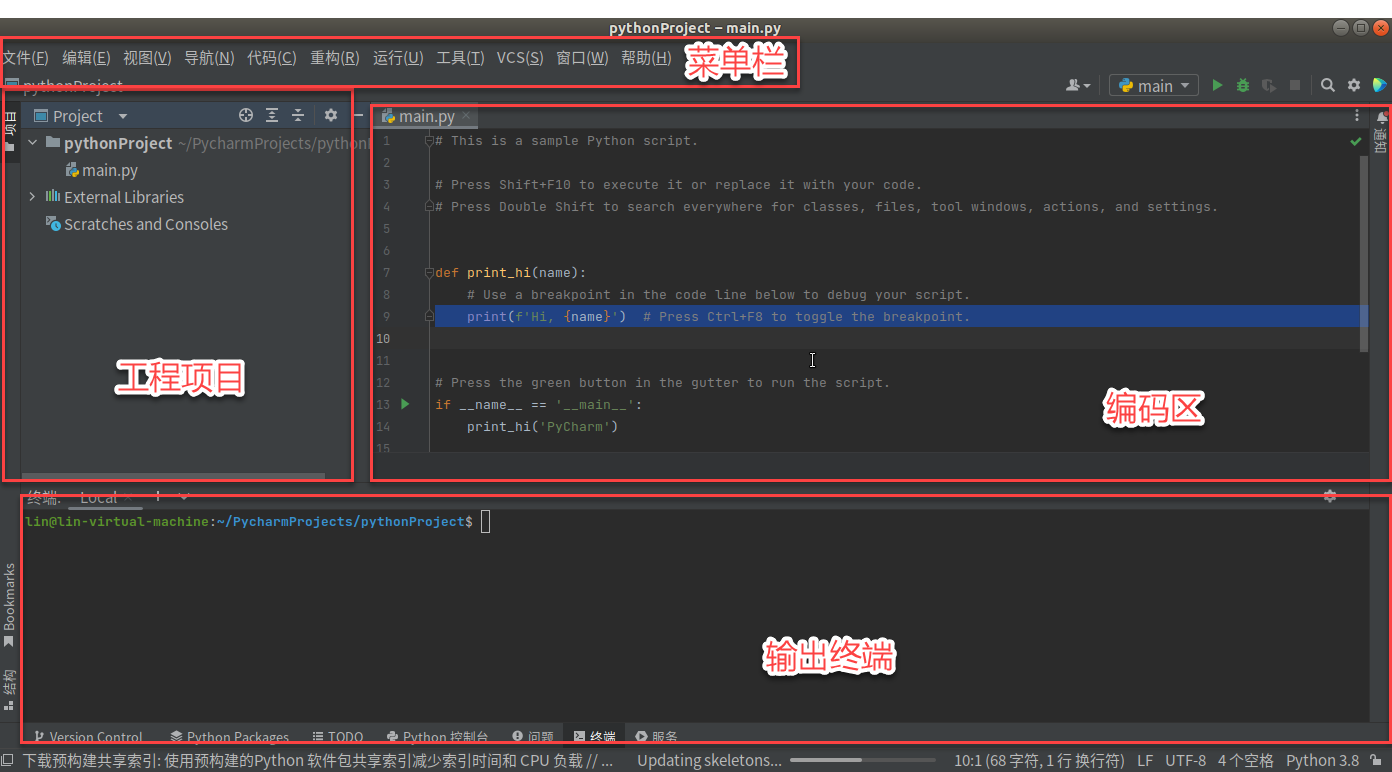 pythonProject – main.py
文件(F) 编辑(E) 视图(V) 导航(N) 代码(C) 重构(R) 运行(U) 工具(T) VCS(S) 窗口(W) 帮助(H) 菜单栏
pythonProject
main
项目
Project
main.py
通知
pythonProject ~/PycharmProjects/python
main.py
External Libraries
Scratches and Consoles
工程项目
1 # This is a sample Python script.
2
3 # Press Shift+F10 to execute it or replace it with your code.
4 # Press Double Shift to search everywhere for classes, files, tool windows, actions, and settings.
5
6
7 def print_hi(name):
8 # Use a breakpoint in the code line below to debug your script.
9 print(f'Hi, {name}') # Press Ctrl+F8 to toggle the breakpoint.
10
11
12 # Press the green button in the gutter to run the script.
13 if __name__ == '__main__':
14 print_hi('PyCharm')
15
编码区
终端: Local
lin@lin-virtual-machine:~/PycharmProjects/pythonProject$
输出终端
Bookmarks
结构
Version Control Python Packages TODO Python 控制台 问题 终端 服务
下载预构建共享索引: 使用预构建的Python 软件包共享索引减少索引时间和 CPU 负载 // ... Updating skeletons... 10:1 (68 字符, 1 行 换行符) LF UTF-8 4 个空格 Python 3.8